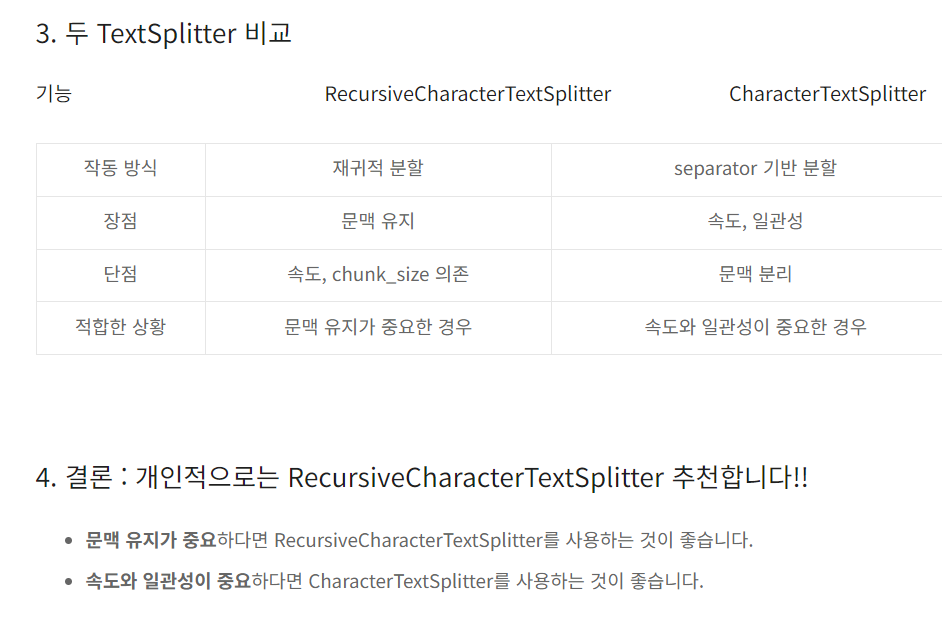 3. 두 TextSplitter 비교
기능 RecursiveCharacterTextSplitter CharacterTextSplitter
작동 방식 재귀적 분할 separator 기반 분할
장점 문맥 유지 속도, 일관성
단점 속도, chunk_size 의존 문맥 분리
적합한 상황 문맥 유지가 중요한 경우 속도와 일관성이 중요한 경우
4. 결론 : 개인적으로는 RecursiveCharacterTextSplitter 추천합니다!!
• 문맥 유지가 중요하다면 RecursiveCharacterTextSplitter를 사용하는 것이 좋습니다.
• 속도와 일관성이 중요하다면 CharacterTextSplitter를 사용하는 것이 좋습니다.